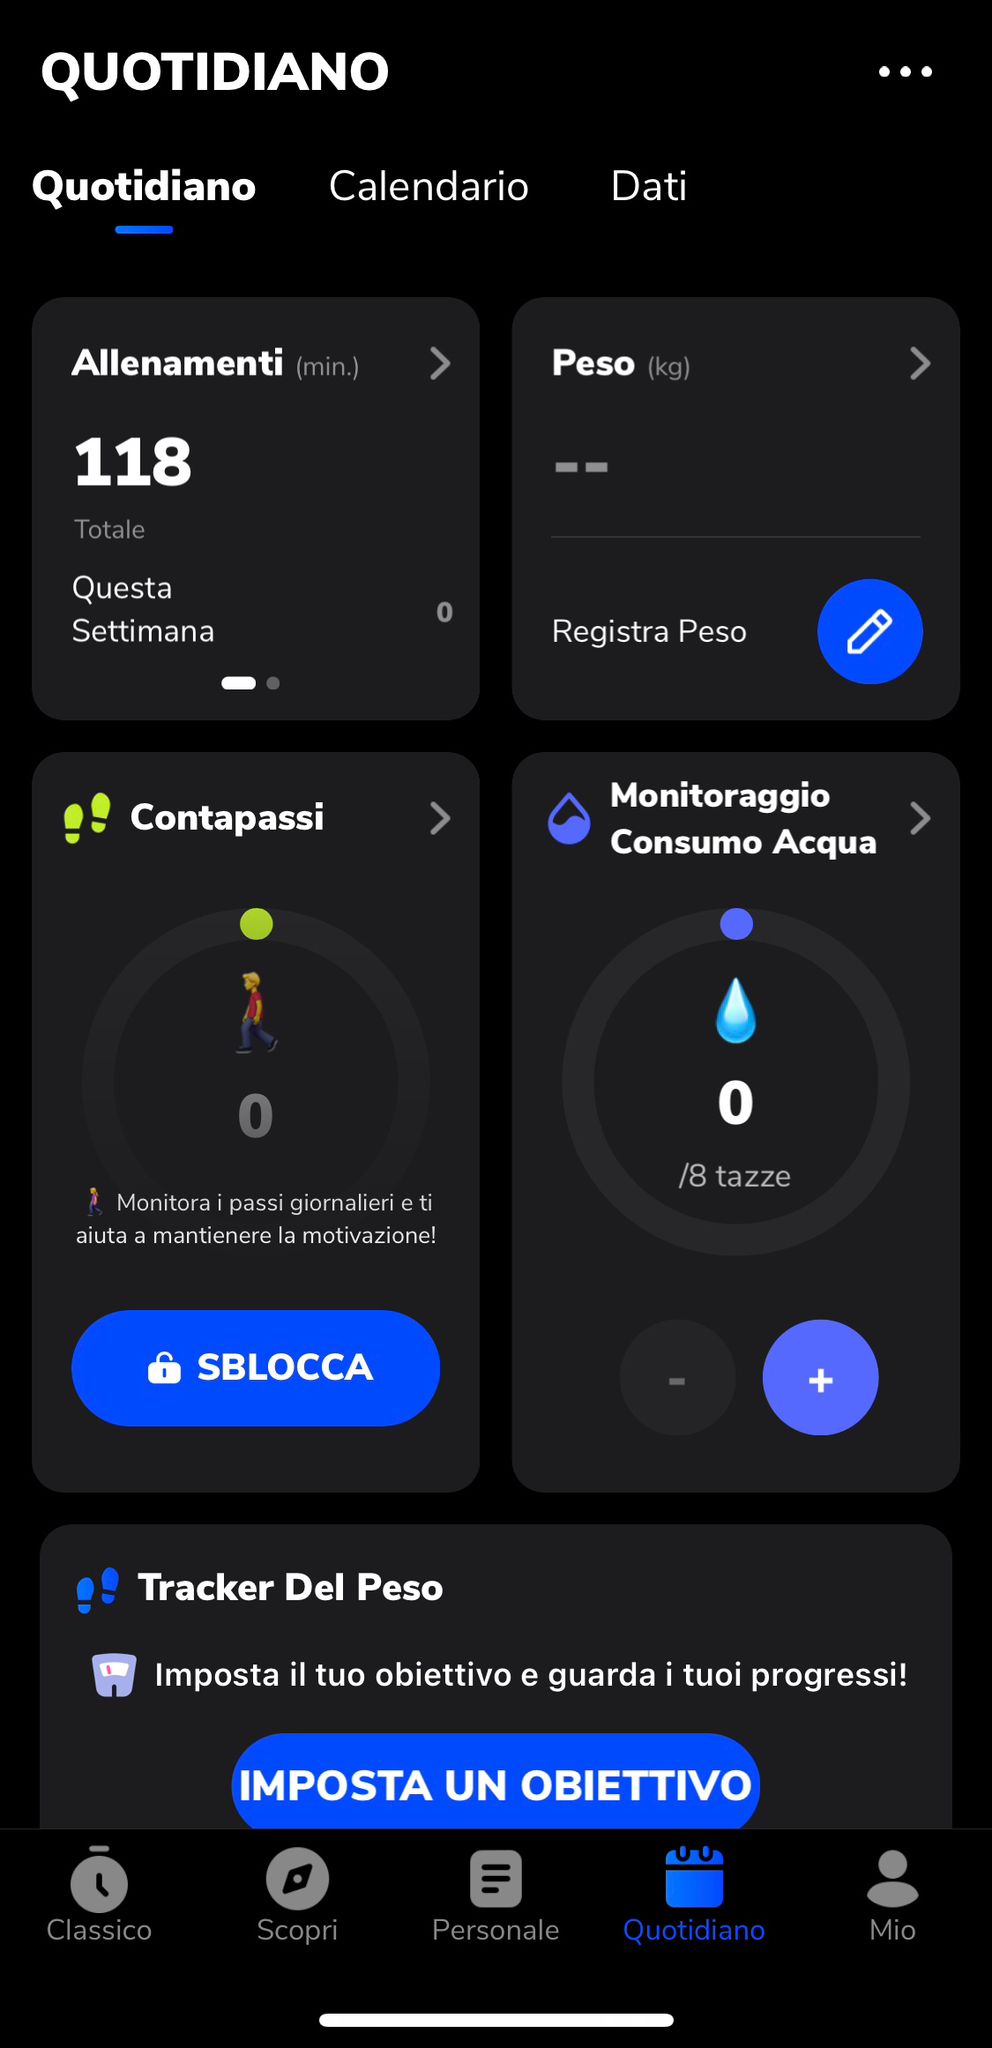 QUOTIDIANO
Quotidiano Calendario Dati
Allenamenti (min.)
118
Totale
Questa
Settimana
0
Peso (kg)
--
Registra Peso
Contapassi
0
Monitora i passi giornalieri e ti
aiuta a mantienere la motivazione!
SBLOCCA
Monitoraggio
Consumo Acqua
0
/8 tazze
- +
Tracker Del Peso
Imposta il tuo obiettivo e guarda i tuoi progressi!
IMPOSTA UN OBIETTIVO
Classico Scopri Personale Quotidiano Mio